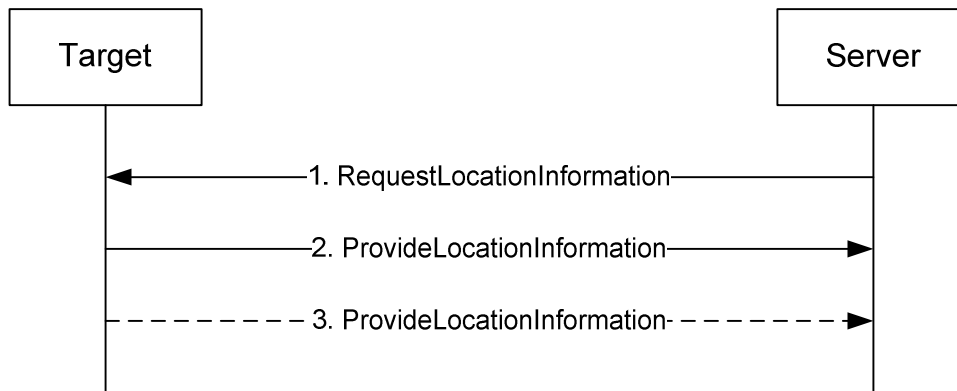 Target
Server
1. RequestLocationInformation
2. ProvideLocationInformation
3. ProvideLocationInformation